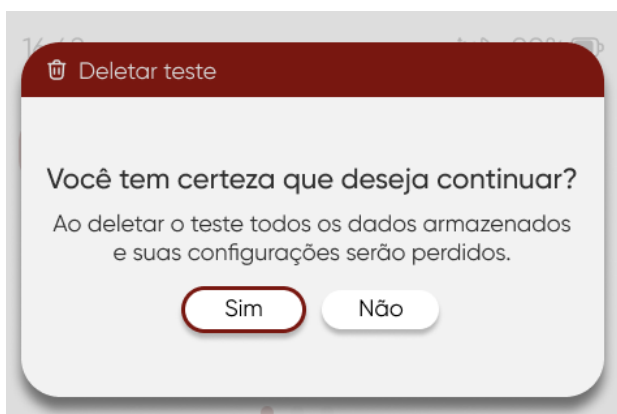 Deletar teste
Você tem certeza que deseja continuar?
Ao deletar o teste todos os dados armazenados
e suas configurações serão perdidos.
Sim
Não